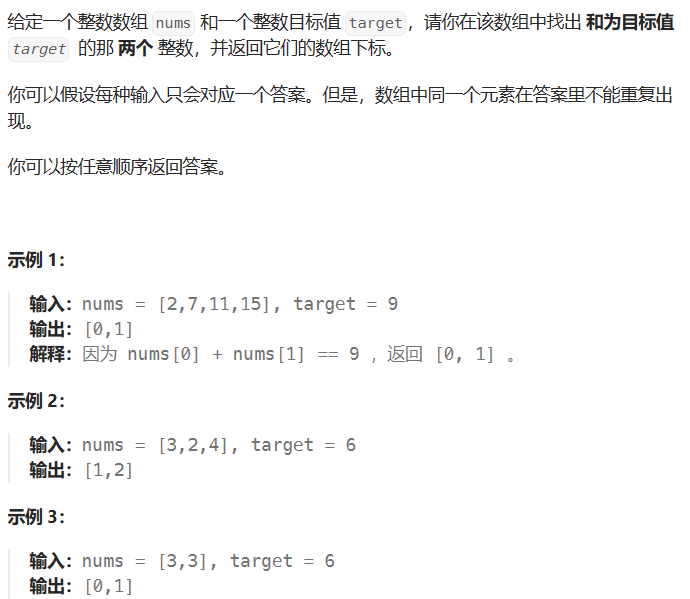 给定一个整数数组 nums 和一个整数目标值 target，请你在该数组中找出 和为目标值
target 的那 两个 整数，并返回它们的数组下标。
你可以假设每种输入只会对应一个答案。但是，数组中同一个元素在答案里不能重复出
现。
你可以按任意顺序返回答案。
示例 1：
输入：nums = [2,7,11,15], target = 9
输出：[0,1]
解释：因为 nums[0] + nums[1] == 9 ，返回 [0, 1] 。
示例 2：
输入：nums = [3,2,4], target = 6
输出：[1,2]
示例 3：
输入：nums = [3,3], target = 6
输出：[0,1]